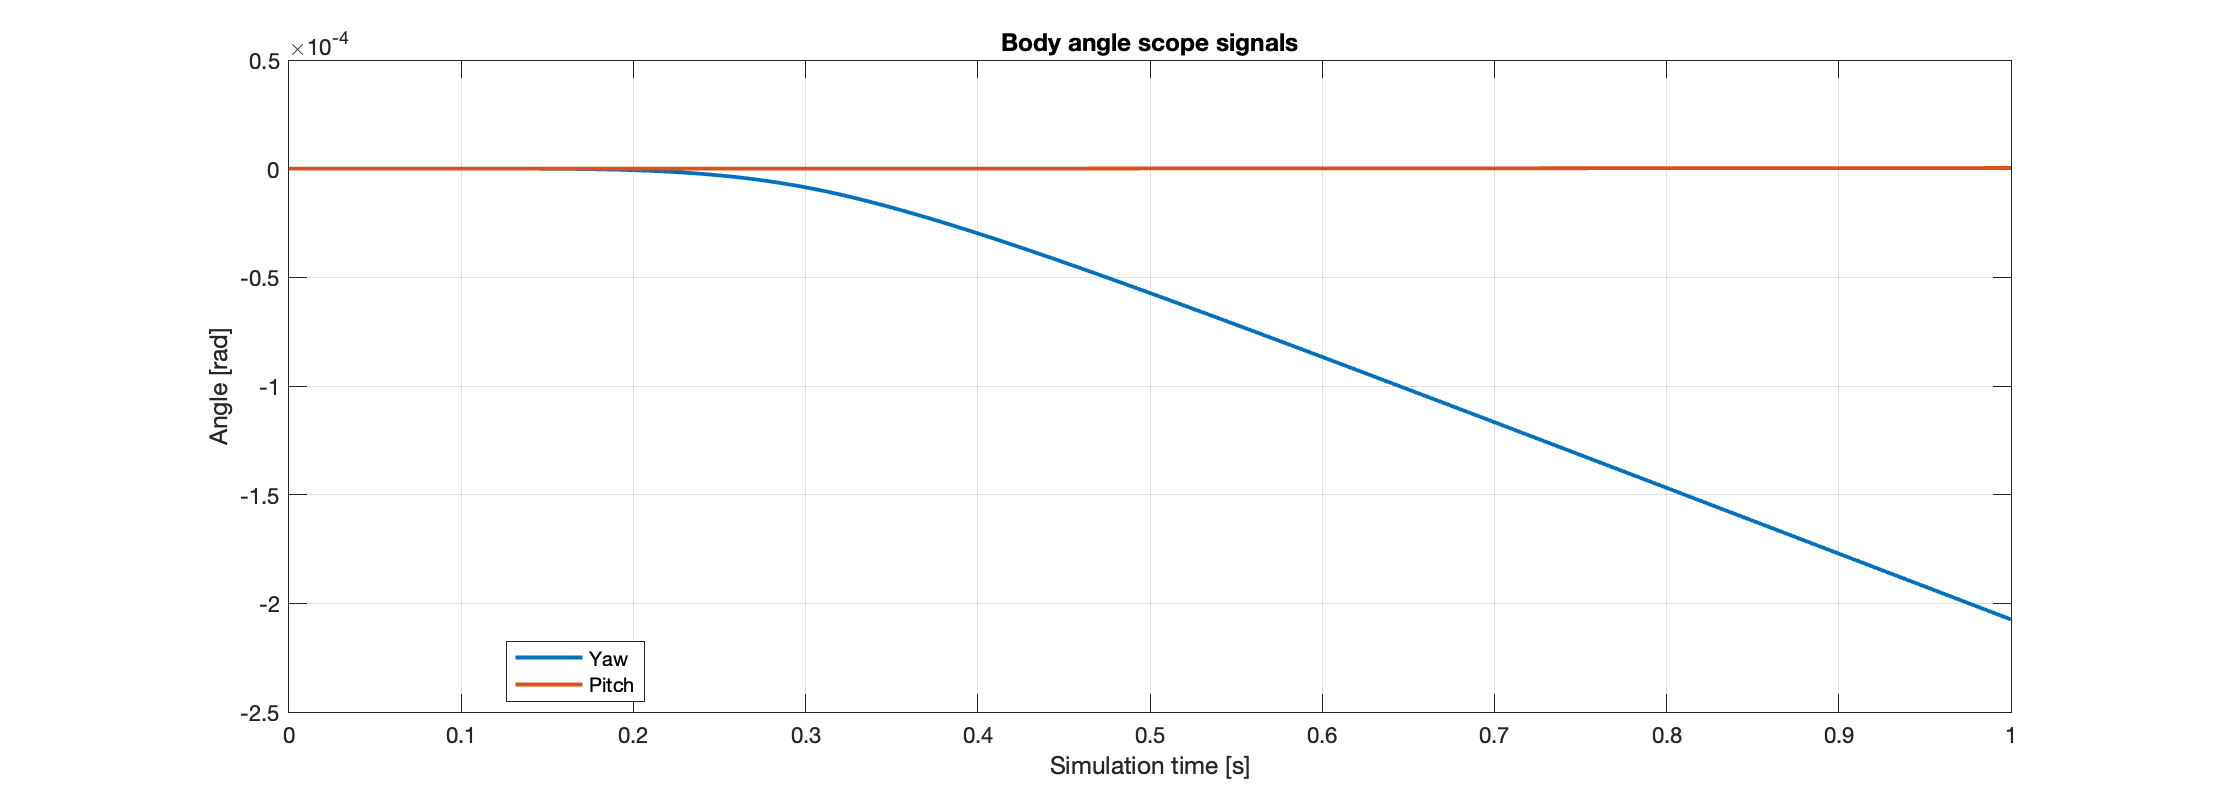 Body angle scope signals
×10⁻⁴
0.5
0
-0.5
-1
-1.5
-2
-2.5
Angle [rad]
Yaw
Pitch
0 0.1 0.2 0.3 0.4 0.5 0.6 0.7 0.8 0.9 1
Simulation time [s]